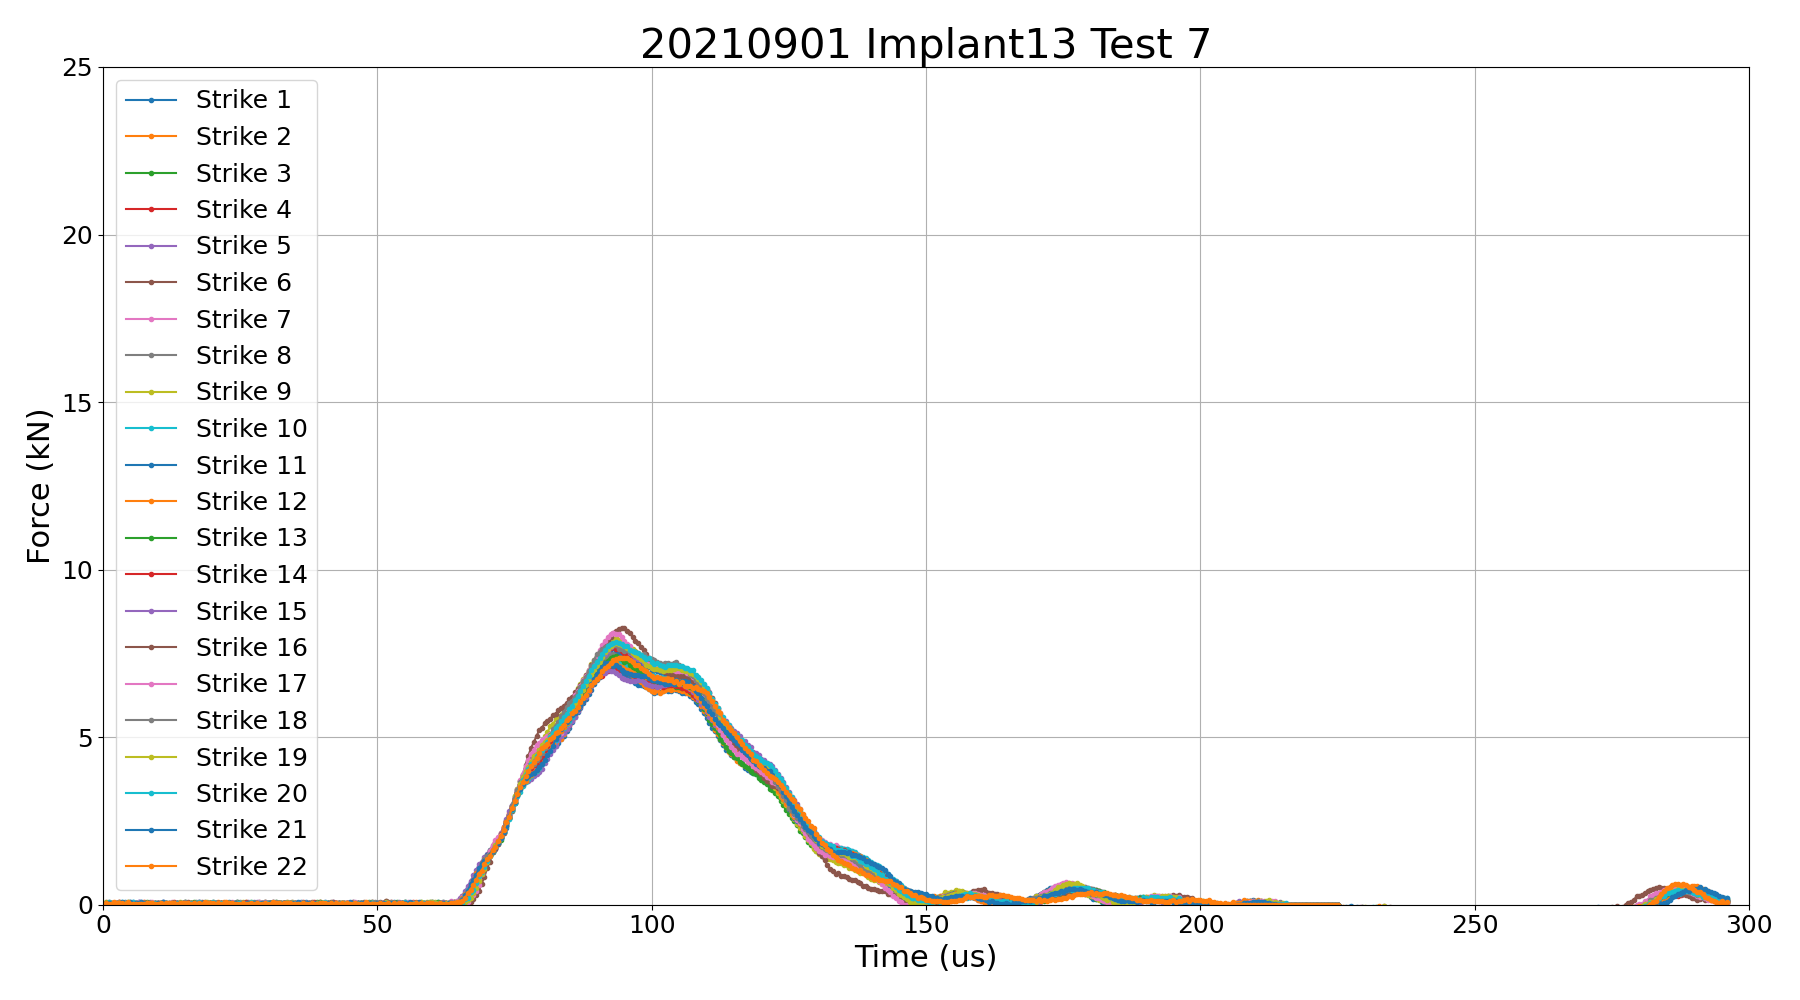 20210901 Implant13 Test 7
25
20
15
10
5
0
Force (kN)
Strike 1
Strike 2
Strike 3
Strike 4
Strike 5
Strike 6
Strike 7
Strike 8
Strike 9
Strike 10
Strike 11
Strike 12
Strike 13
Strike 14
Strike 15
Strike 16
Strike 17
Strike 18
Strike 19
Strike 20
Strike 21
Strike 22
0 50 100 150 200 250 300
Time (us)